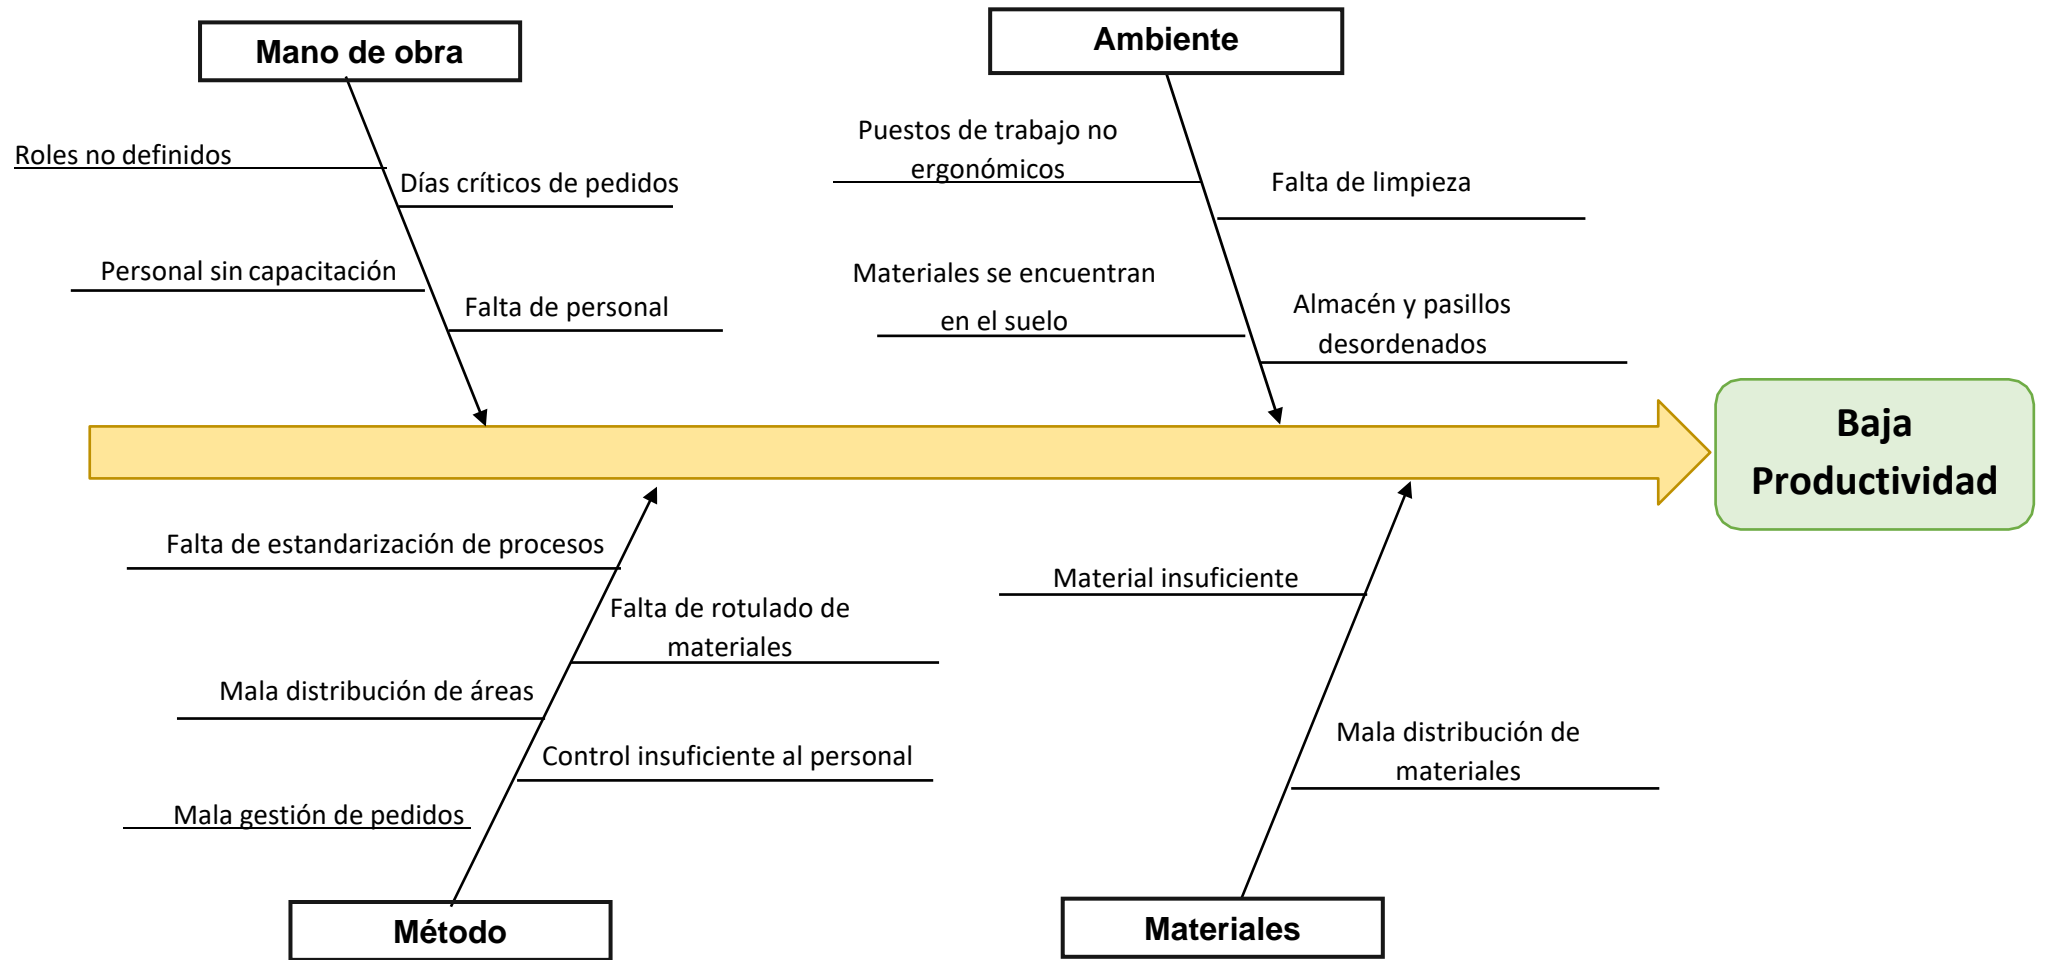 Mano de obra
Ambiente
Roles no definidos
Días críticos de pedidos
Personal sin capacitación
Falta de personal
Puestos de trabajo no
ergonómicos
Falta de limpieza
Materiales se encuentran
en el suelo
Almacén y pasillos
desordenados
Baja
Productividad
Falta de estandarización de procesos
Falta de rotulado de
materiales
Mala distribución de áreas
Control insuficiente al personal
Mala gestión de pedidos
Material insuficiente
Mala distribución de
materiales
Método
Materiales